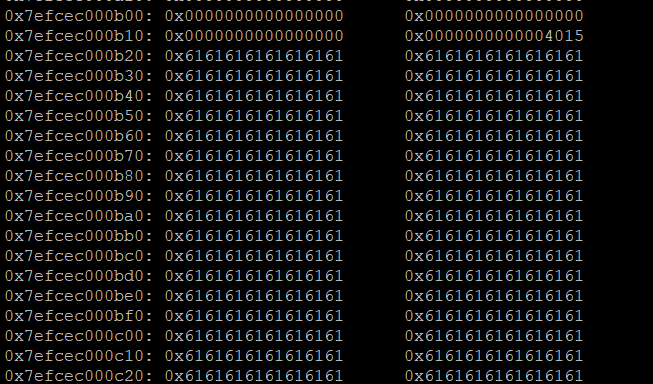 0x7efcec000b00: 0x0000000000000000 0x0000000000000000
0x7efcec000b10: 0x0000000000000000 0x0000000000004015
0x7efcec000b20: 0x6161616161616161 0x6161616161616161
0x7efcec000b30: 0x6161616161616161 0x6161616161616161
0x7efcec000b40: 0x6161616161616161 0x6161616161616161
0x7efcec000b50: 0x6161616161616161 0x6161616161616161
0x7efcec000b60: 0x6161616161616161 0x6161616161616161
0x7efcec000b70: 0x6161616161616161 0x6161616161616161
0x7efcec000b80: 0x6161616161616161 0x6161616161616161
0x7efcec000b90: 0x6161616161616161 0x6161616161616161
0x7efcec000ba0: 0x6161616161616161 0x6161616161616161
0x7efcec000bb0: 0x6161616161616161 0x6161616161616161
0x7efcec000bc0: 0x6161616161616161 0x6161616161616161
0x7efcec000bd0: 0x6161616161616161 0x6161616161616161
0x7efcec000be0: 0x6161616161616161 0x6161616161616161
0x7efcec000bf0: 0x6161616161616161 0x6161616161616161
0x7efcec000c00: 0x6161616161616161 0x6161616161616161
0x7efcec000c10: 0x6161616161616161 0x6161616161616161
0x7efcec000c20: 0x6161616161616161 0x6161616161616161